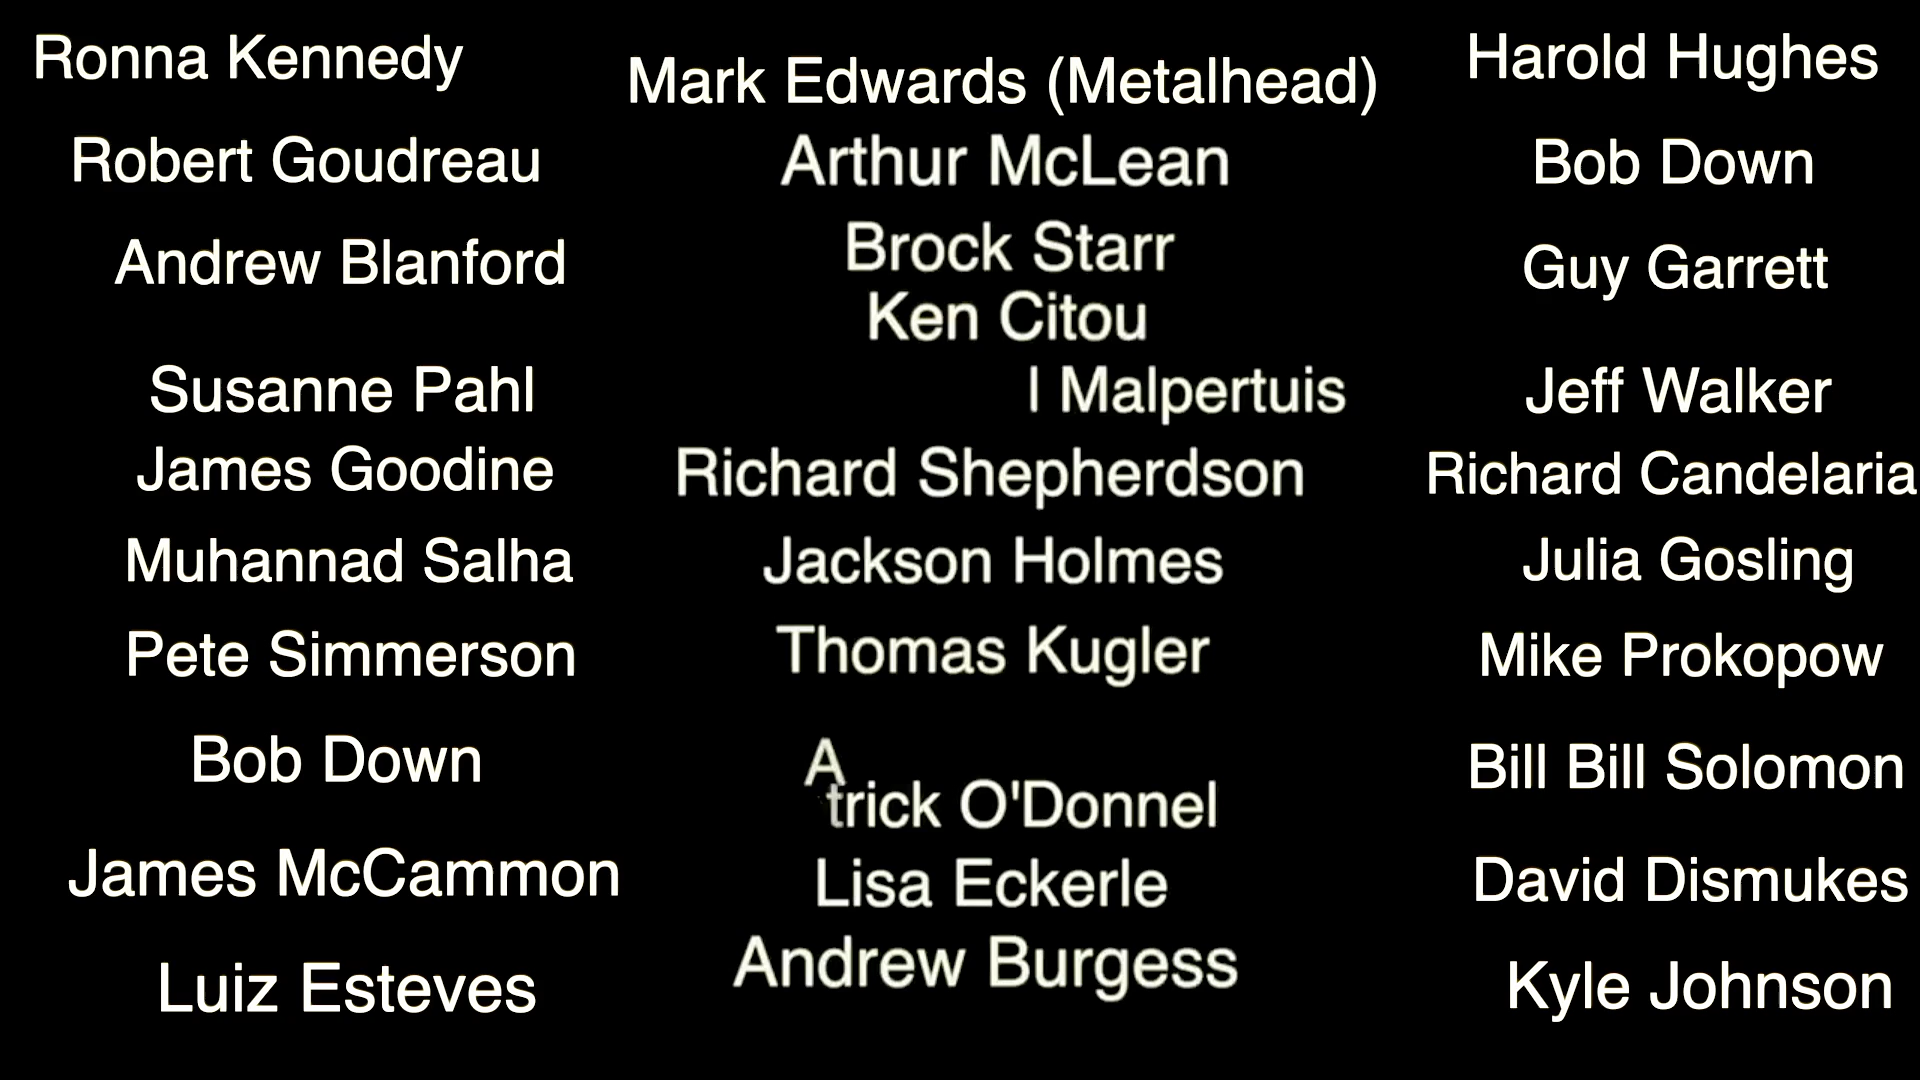 Ronna Kennedy
Robert Goudreau
Andrew Blanford
Susanne Pahl
James Goodine
Muhannad Salha
Pete Simmerson
Bob Down
James McCammon
Luiz Esteves
Mark Edwards (Metalhead)
Arthur McLean
Brock Starr
Ken Citou
I Malpertuis
Richard Shepherdson
Jackson Holmes
Thomas Kugler
A
trick O'Donnel
Lisa Eckerle
Andrew Burgess
Harold Hughes
Bob Down
Guy Garrett
Jeff Walker
Richard Candelaria
Julia Gosling
Mike Prokopow
Bill Bill Solomon
David Dismukes
Kyle Johnson